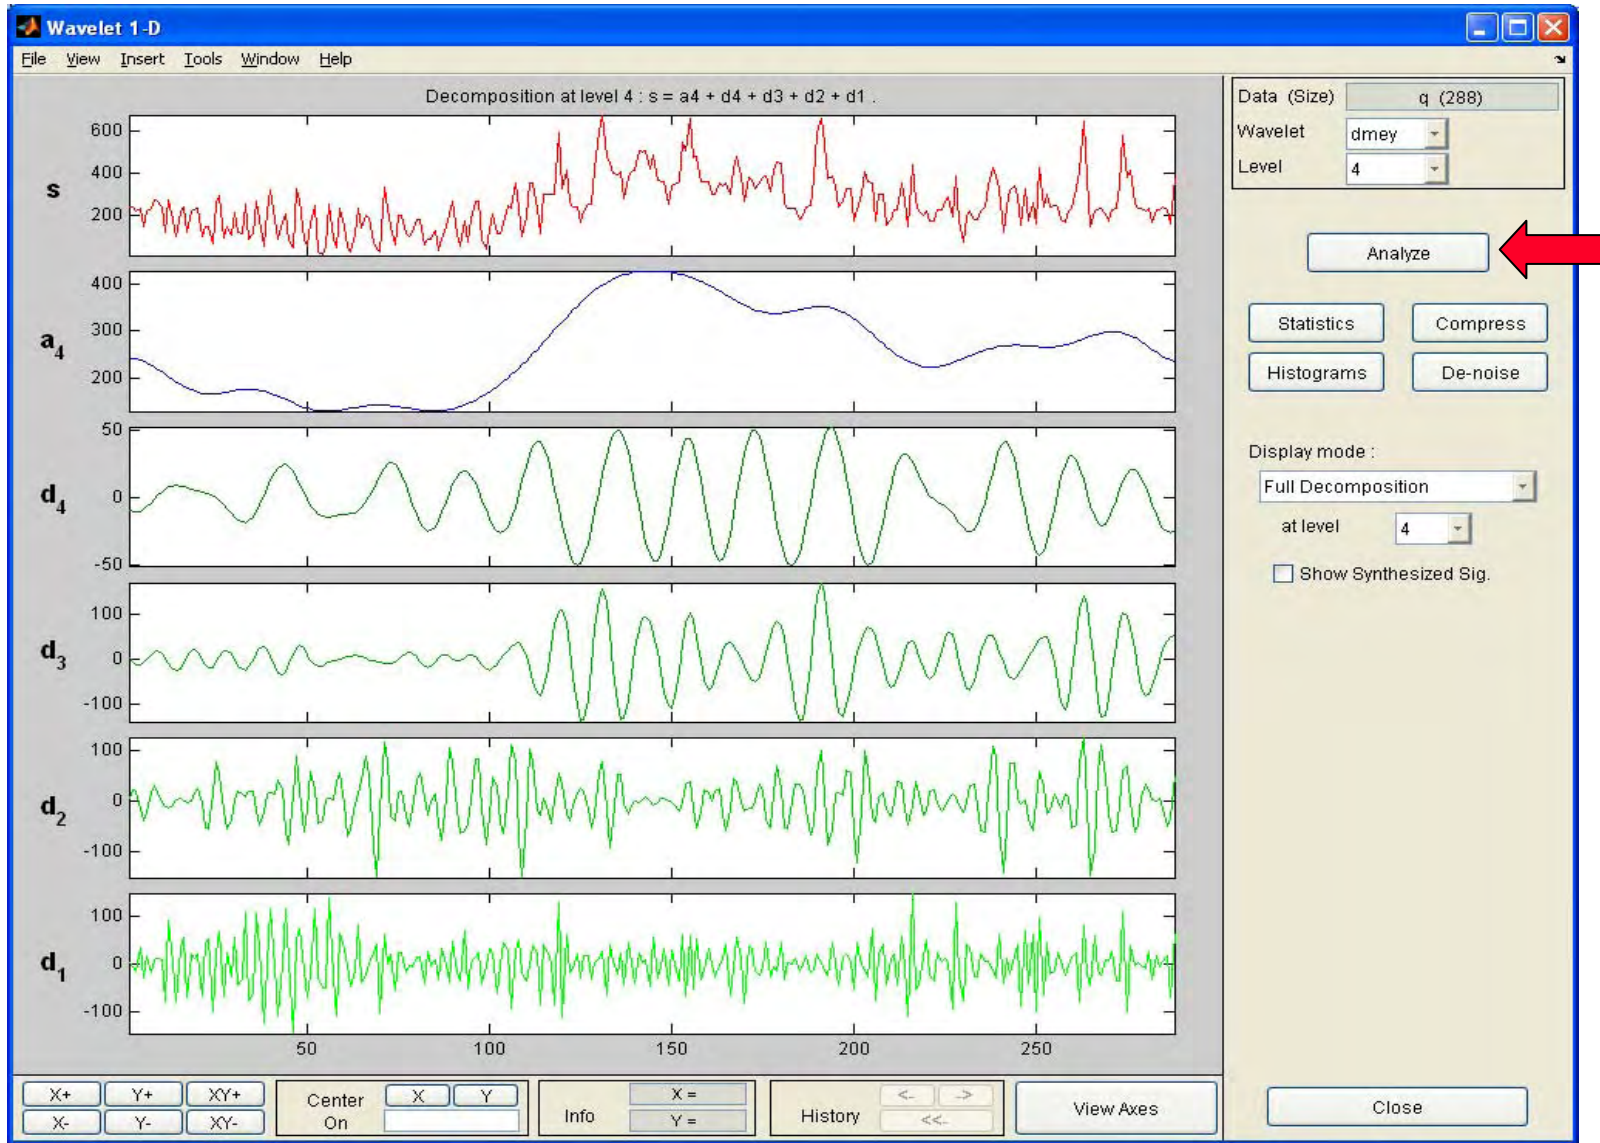 Wavelet 1-D
File View Insert Tools Window Help
Decomposition at level 4 : s = a4 + d4 + d3 + d2 + d1 .
s
600
400
200
a4
400
300
200
d4
50
0
-50
d3
100
0
-100
d2
100
0
-100
d1
100
0
-100
50 100 150 200 250
Data (Size) q (288)
Wavelet dmey
Level 4
Analyze
Statistics Compress
Histograms De-noise
Display mode :
Full Decomposition
at level 4
Show Synthesized Sig.
X+ Y+ XY+
X- Y- XY-
Center On X Y
Info X =
Y =
History <- ->
<<-
View Axes
Close